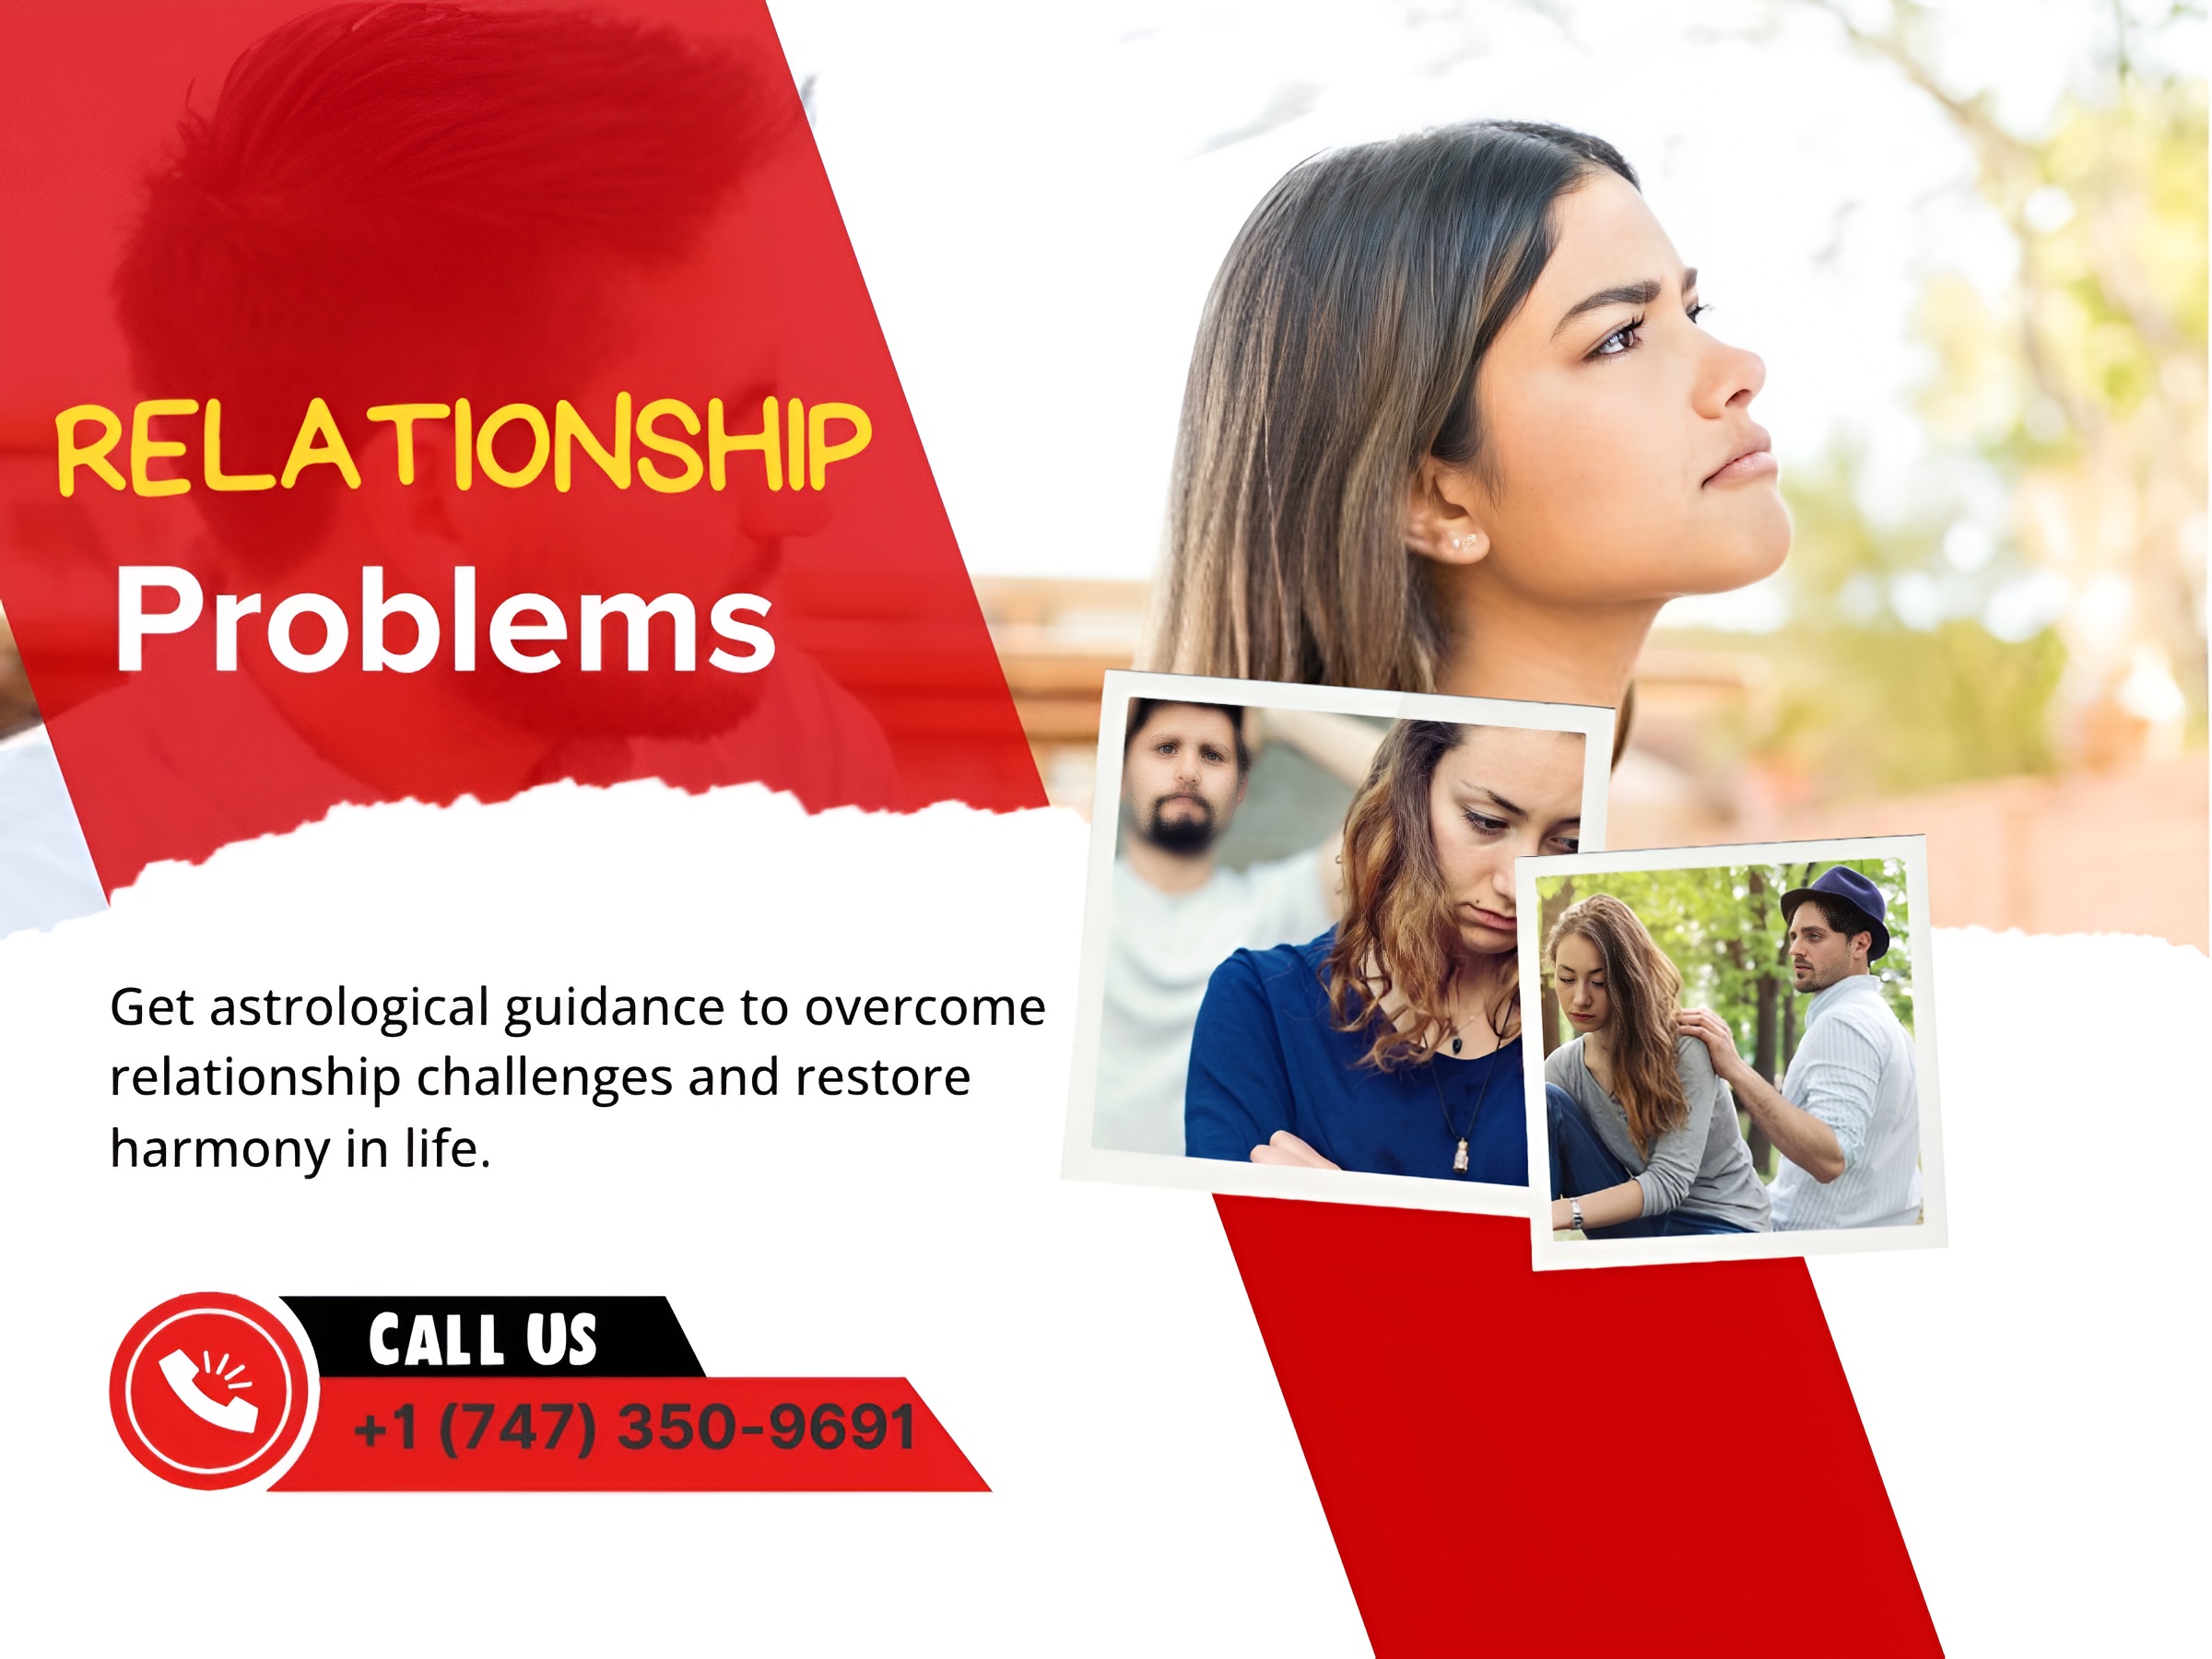 RELATIONSHIP
Problems
Get astrological guidance to overcome
relationship challenges and restore
harmony in life.
CALL US
+1 (747) 350-9691